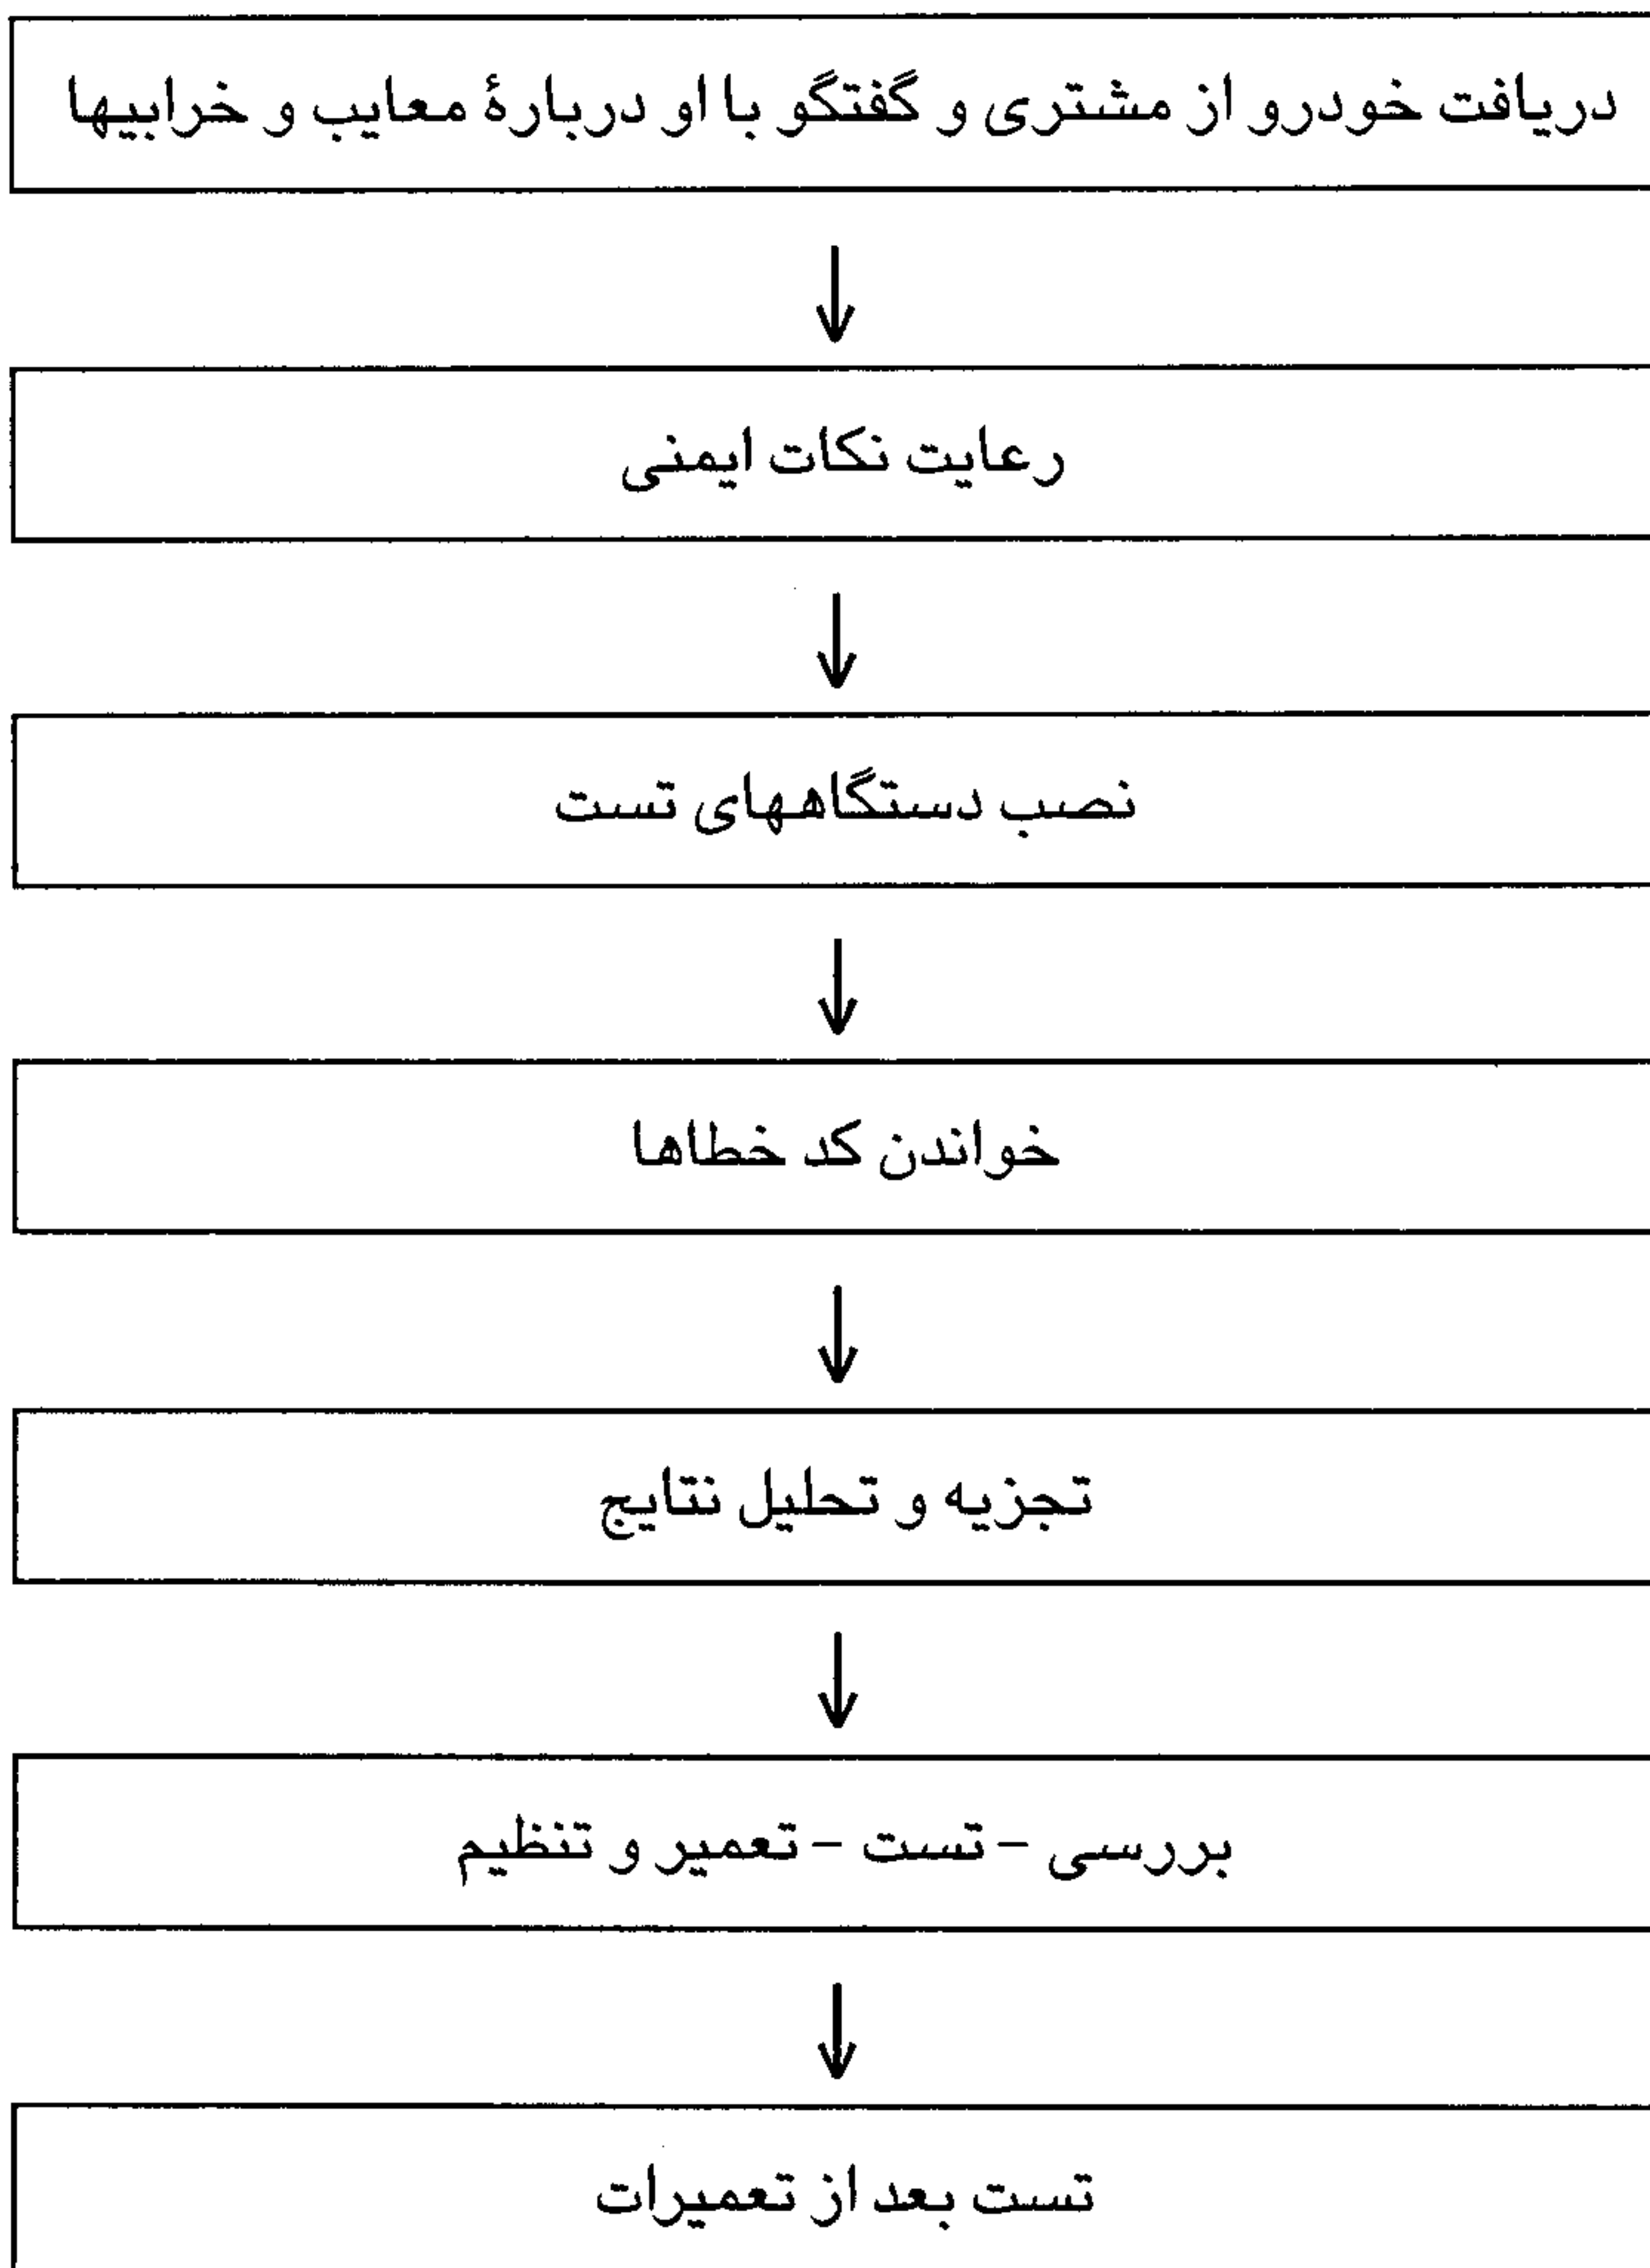 دریافت خودرو از مشتری و گفتگو با او دربارهٔ معایب و خرابیها
رعایت نکات ایمنی
نصب دستگاههای تست
خواندن کد خطاها
تجزیه و تحلیل نتایج
بررسی – تست – تعمیر و تنظیم
تست بعد از تعمیرات